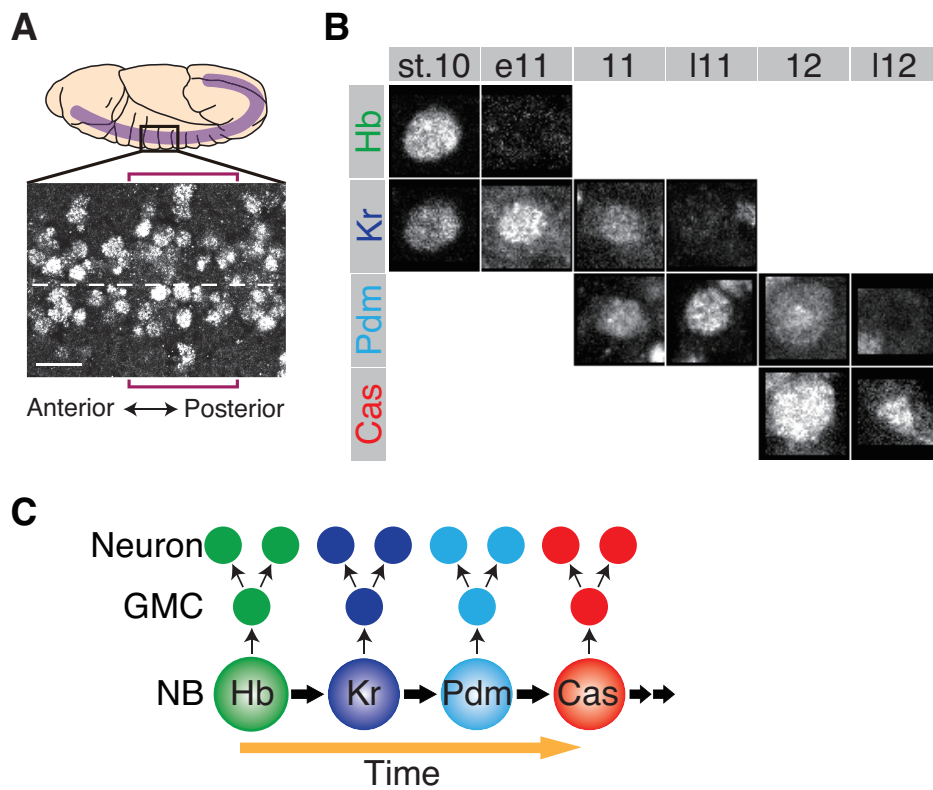 A
Anterior Posterior
B
st.10 e11 11 l11 12 l12
Hb
Kr
Pdm
Cas
C
Neuron
GMC
NB Hb Kr Pdm Cas
Time